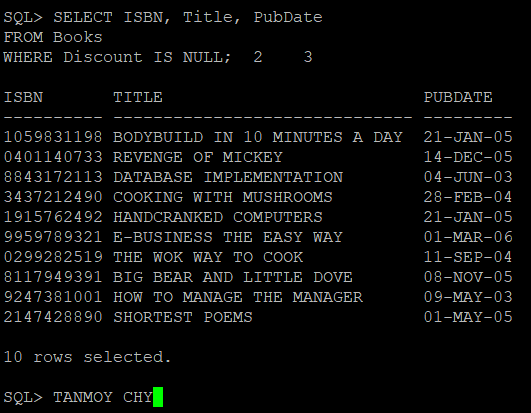 SQL> SELECT ISBN, Title, PubDate
FROM Books
WHERE Discount IS NULL;  2    3

ISBN       TITLE                          PUBDATE
---------- ------------------------------ ---------
1059831198 BODYBUILD IN 10 MINUTES A DAY  21-JAN-05
0401140733 REVENGE OF MICKEY              14-DEC-05
8843172113 DATABASE IMPLEMENTATION        04-JUN-03
3437212490 COOKING WITH MUSHROOMS         28-FEB-04
1915762492 HANDCRANKED COMPUTERS          21-JAN-05
9959789321 E-BUSINESS THE EASY WAY        01-MAR-06
0299282519 THE WOK WAY TO COOK            11-SEP-04
8117949391 BIG BEAR AND LITTLE DOVE       08-NOV-05
9247381001 HOW TO MANAGE THE MANAGER      09-MAY-03
2147428890 SHORTEST POEMS                 01-MAY-05

10 rows selected.

SQL> TANMOY CHY